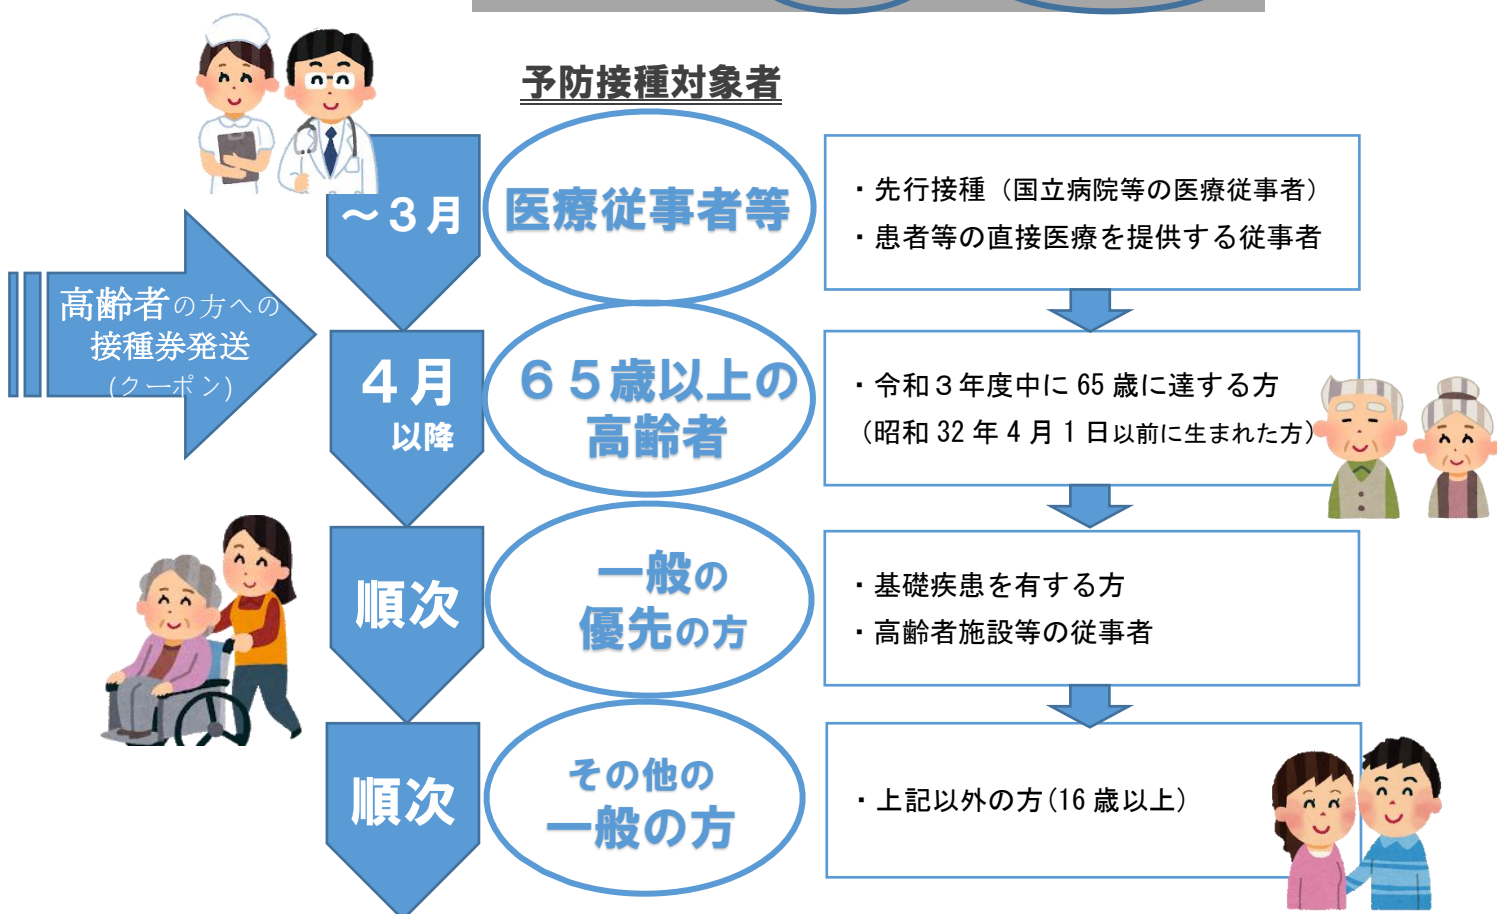 予防接種対象者
～３月
医療従事者等
・先行接種（国立病院等の医療従事者）
・患者等の直接医療を提供する従事者
高齢者の方への
接種券発送
(クーポン)
４月
以降
６５歳以上の
高齢者
・令和３年度中に 65 歳に達する方
（昭和 32 年 4 月 1 日以前に生まれた方）
順次
一般の
優先の方
・基礎疾患を有する方
・高齢者施設等の従事者
順次
その他の
一般の方
・上記以外の方(16 歳以上)